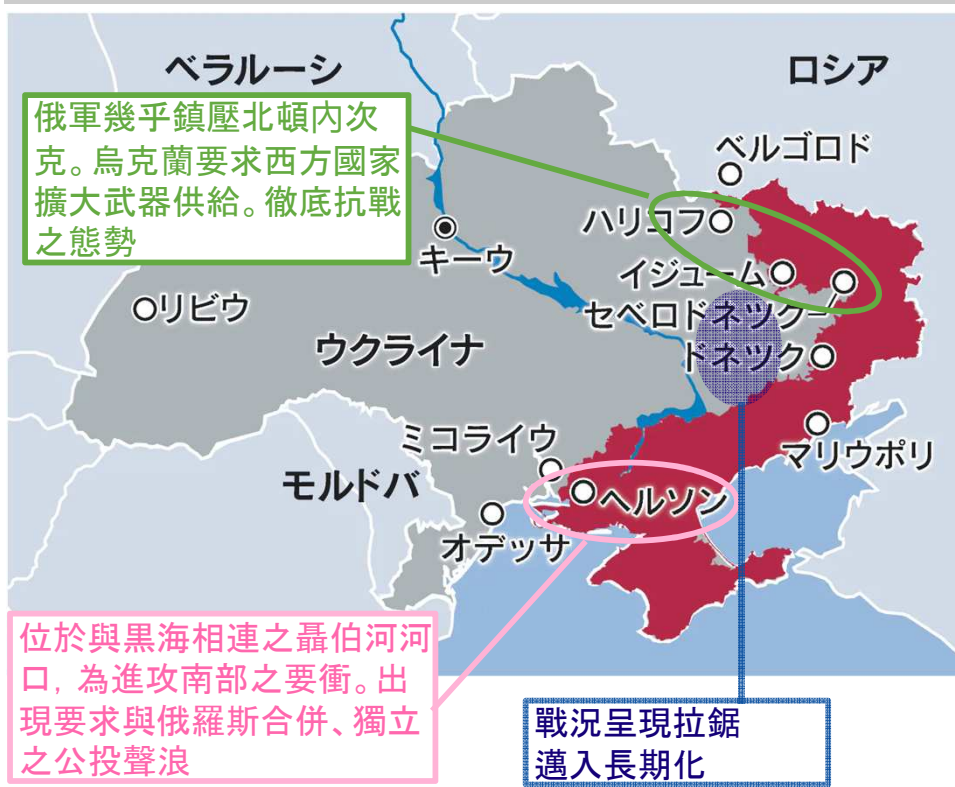 ベラルーシ
ロシア
俄軍幾乎鎮壓北頓內次
克。烏克蘭要求西方國家
擴大武器供給。徹底抗戰
之態勢
ベルゴロド
ハリコフ
キーウ
イジューム
リビウ
セベロドネツク
ウクライナ
ドネツク
ミコライウ
マリウポリ
モルドバ
ヘルソン
オデッサ
位於與黒海相連之聶伯河河
口，為進攻南部之要衝。出
現要求與俄羅斯合併、獨立
之公投聲浪
戰況呈現拉鋸
邁入長期化